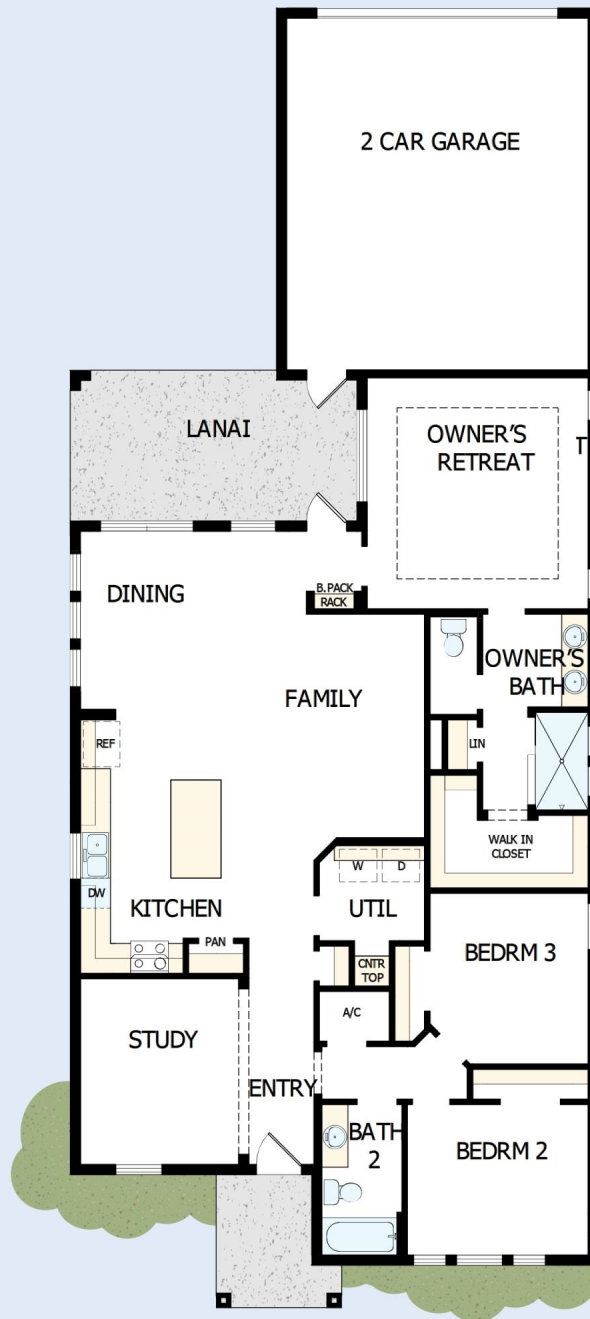 2 CAR GARAGE
LANAI
OWNER'S
RETREAT
T
B. PACK
RACK
DINING
OWNER'S
BATH
FAMILY
REF
LIN
WALK IN
CLOSET
W
D
DW
KITCHEN
UTIL
PAN
CNTR
TOP
BEDRM 3
A/C
STUDY
ENTRY
BATH
2
BEDRM 2